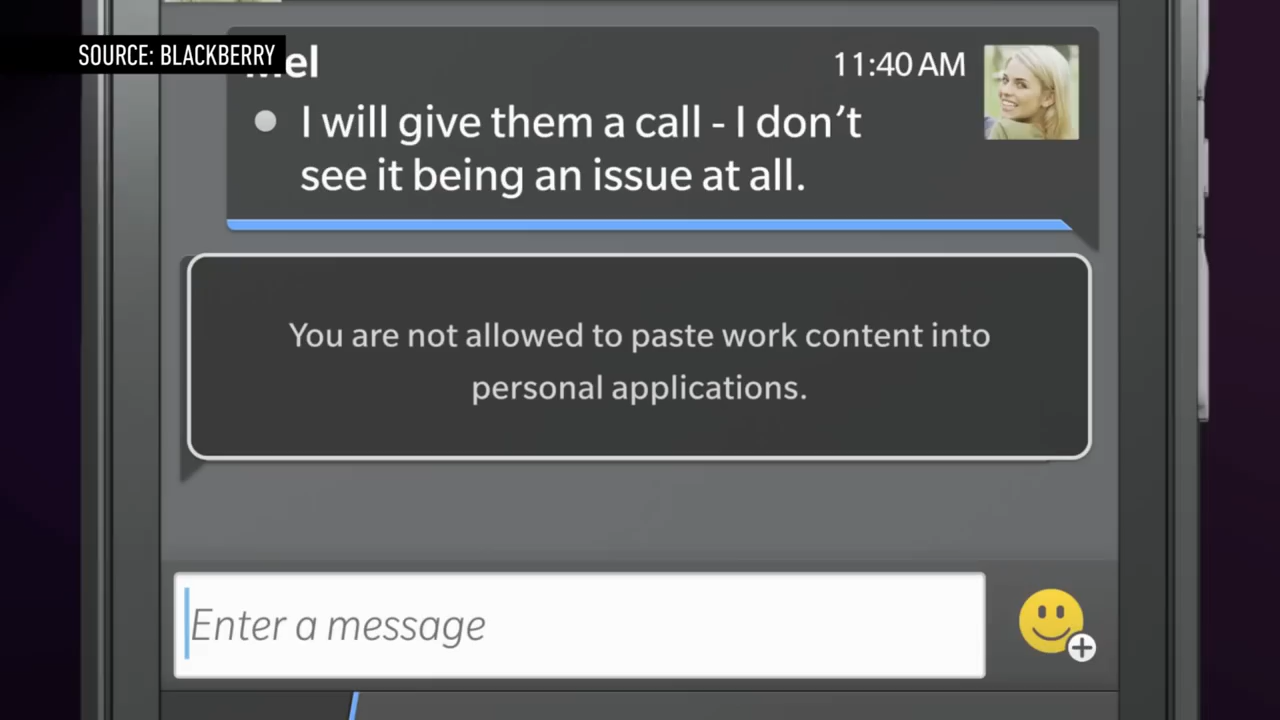 SOURCE: BLACKBERRY
11:40 AM
I will give them a call - I don't
see it being an issue at all.
You are not allowed to paste work content into
personal applications.
Enter a message